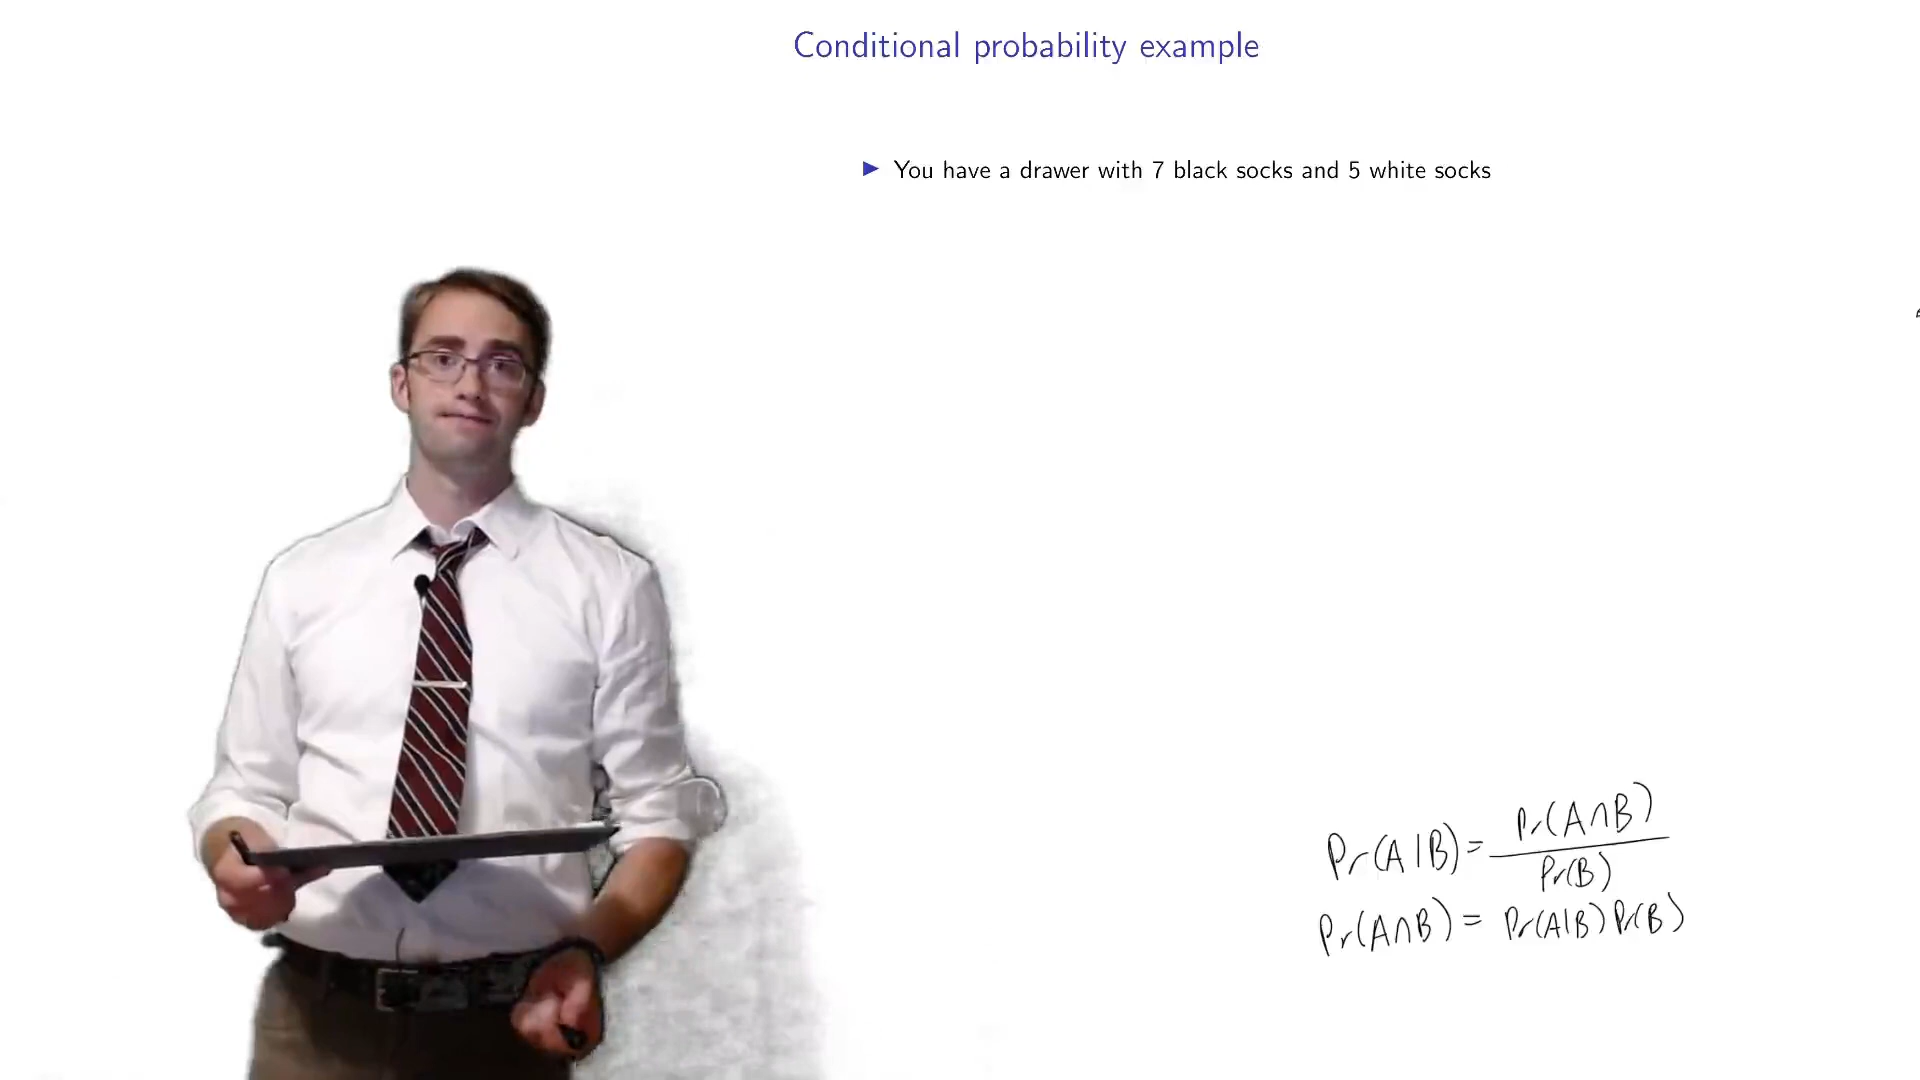 Conditional probability example
▶ You have a drawer with 7 black socks and 5 white socks
Pr(A|B) = Pr(A∩B) / Pr(B)
Pr(A∩B) = Pr(A|B) Pr(B)